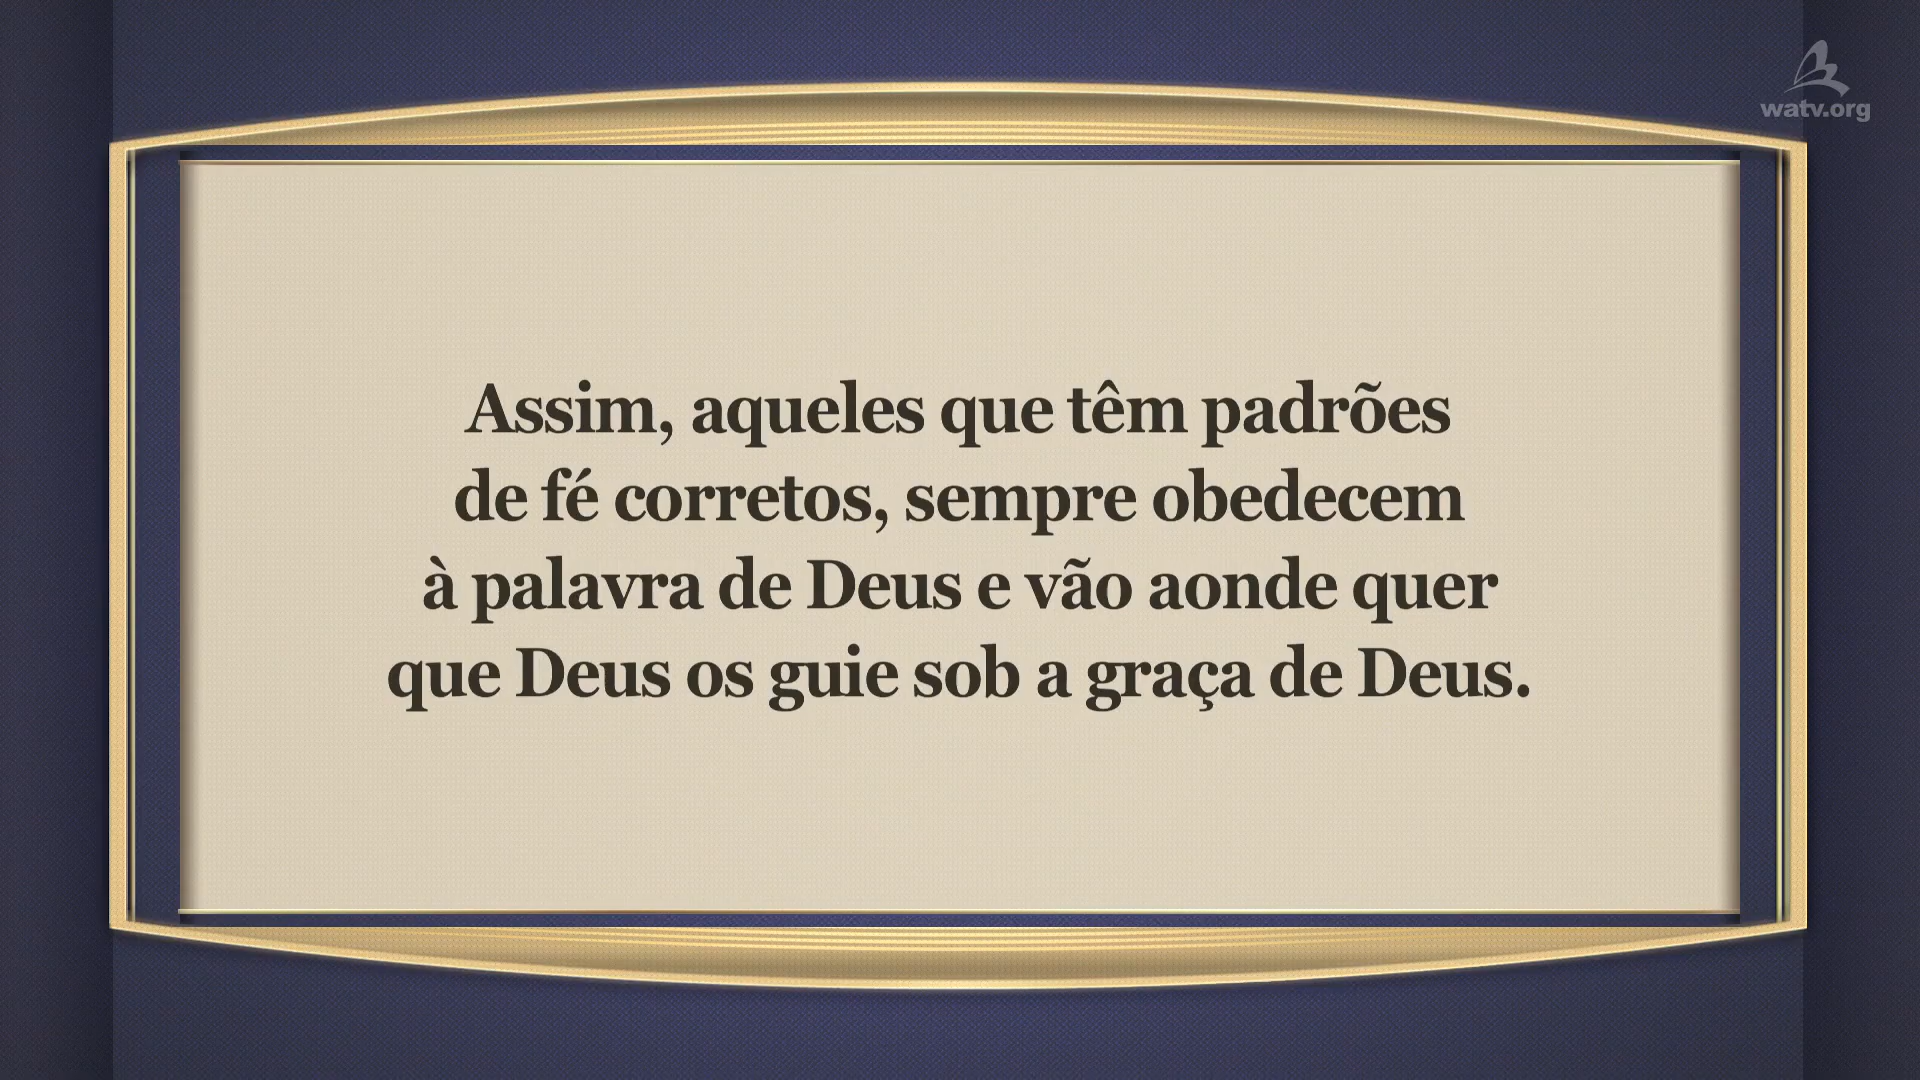 watv.org
Assim, aqueles que têm padrões
de fé corretos, sempre obedecem
à palavra de Deus e vão aonde quer
que Deus os guie sob a graça de Deus.